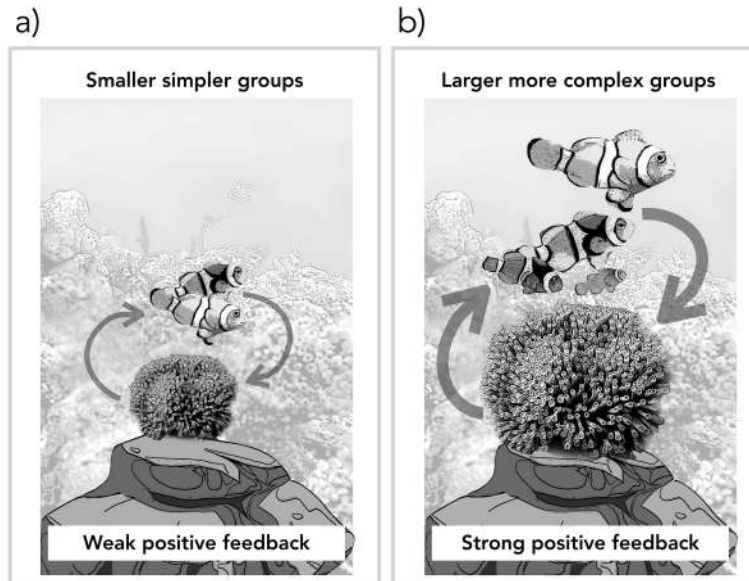 a)
Smaller simpler groups
Weak positive feedback
b)
Larger more complex groups
Strong positive feedback